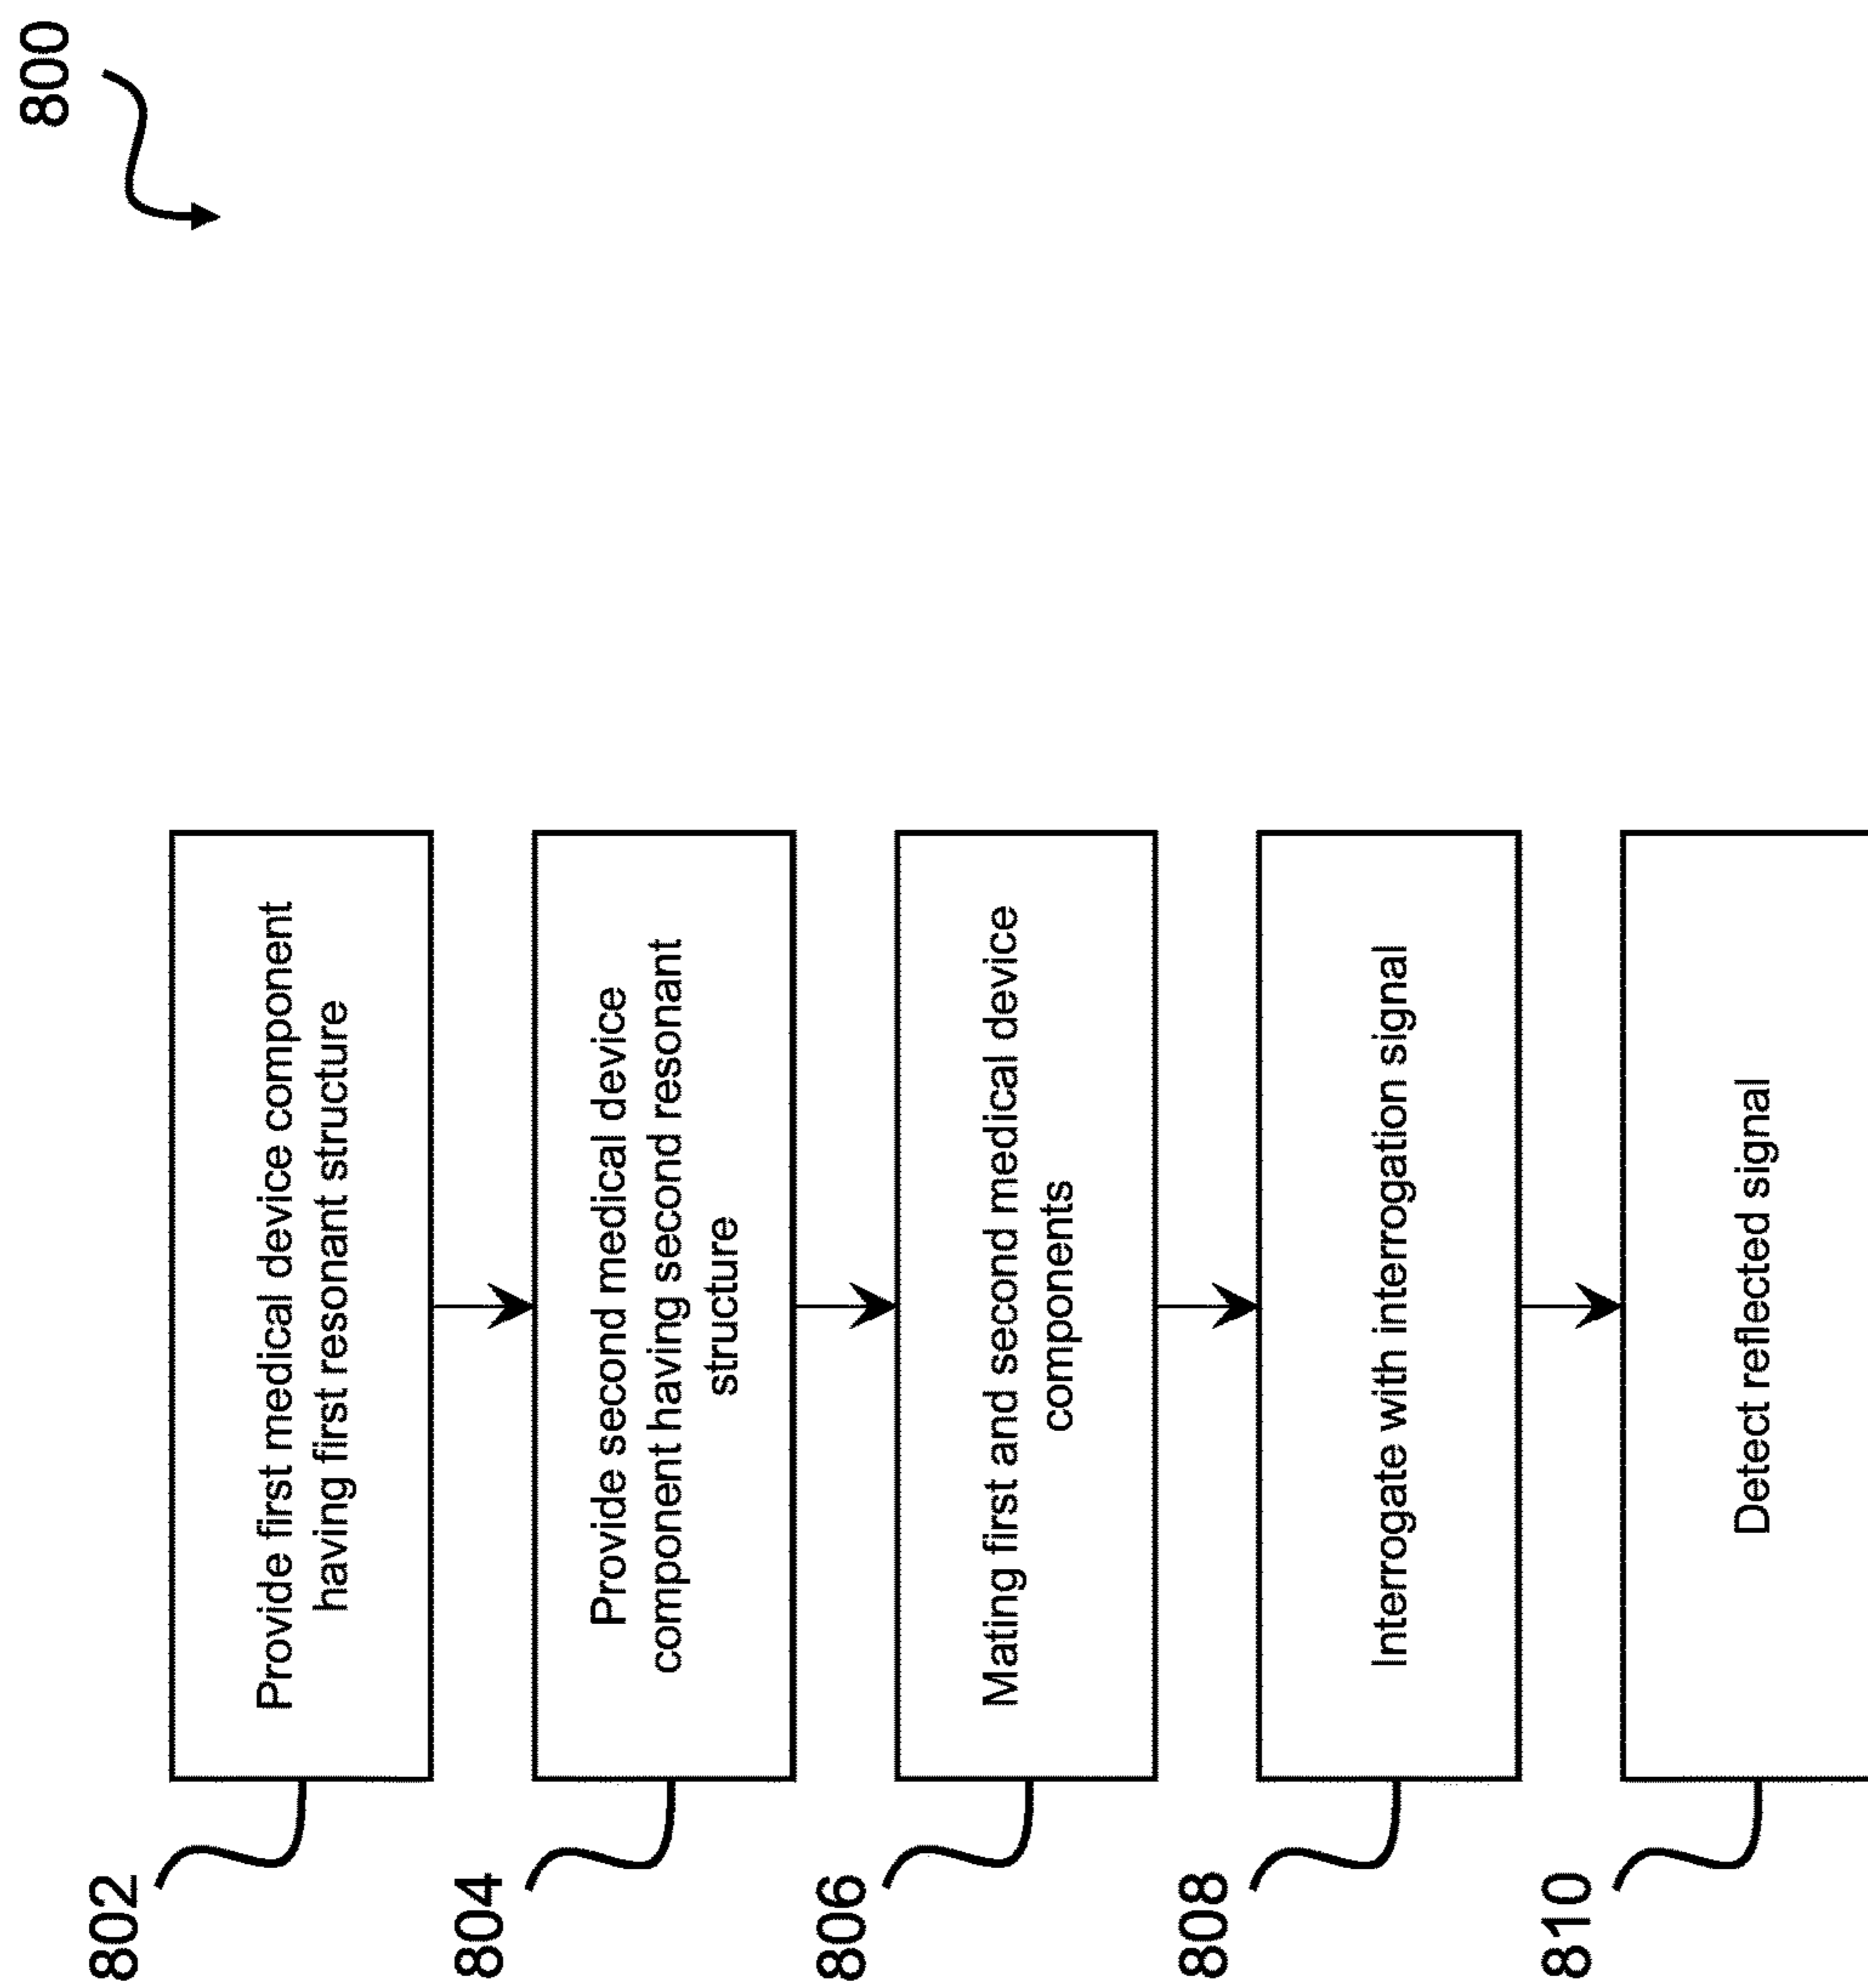 800
802
Provide first medical device component
having first resonant structure
804
Provide second medical device
component having second resonant
structure
806
Mating first and second medical device
components
808
Interrogate with interrogation signal
810
Detect reflected signal